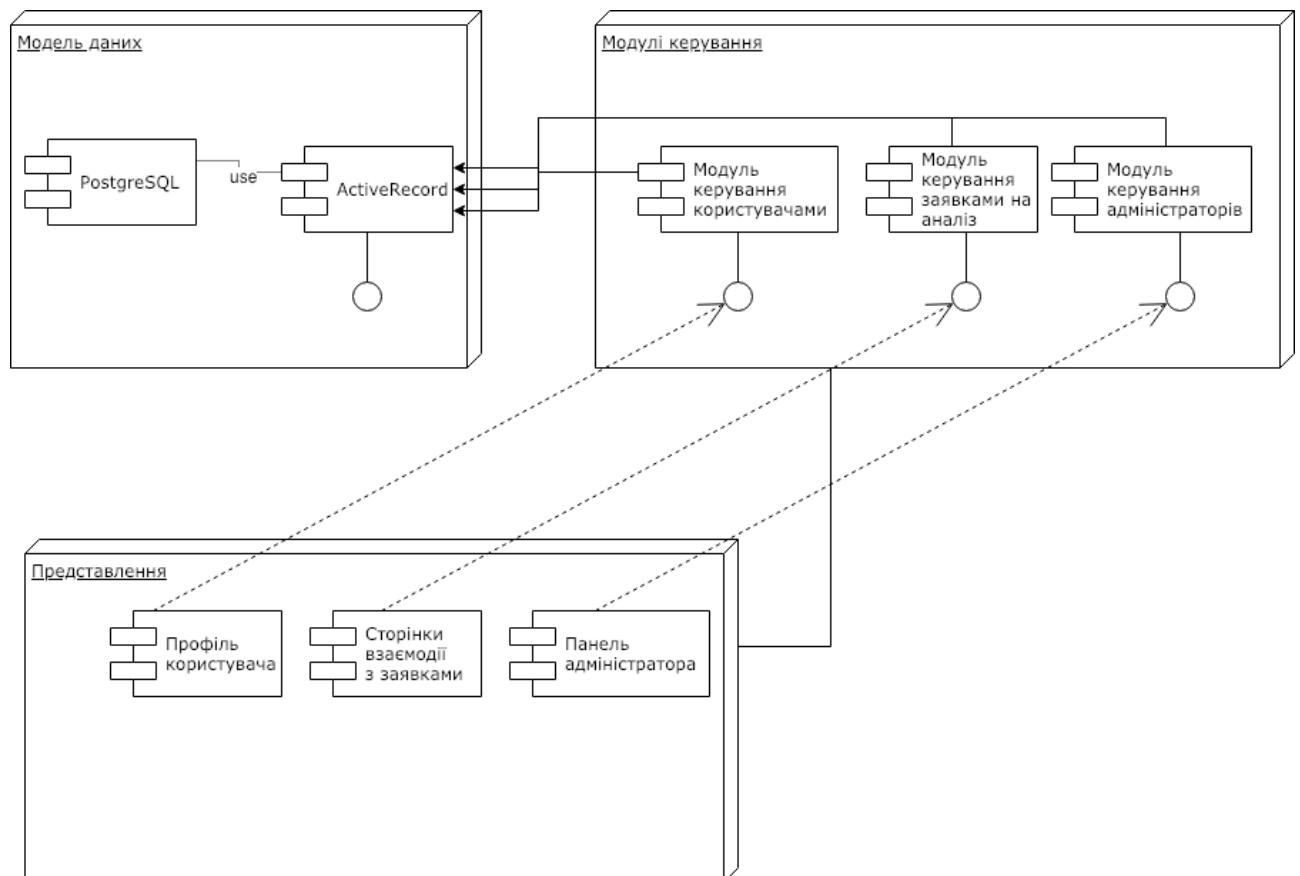 Модель даних
PostgreSQL
use
ActiveRecord
Модулі керування
Модуль
керування
користувачами
Модуль
керування
заявками на
аналіз
Модуль
керування
адміністраторів
Представлення
Профіль
користувача
Сторінки
взаємодії
з заявками
Панель
адміністратора